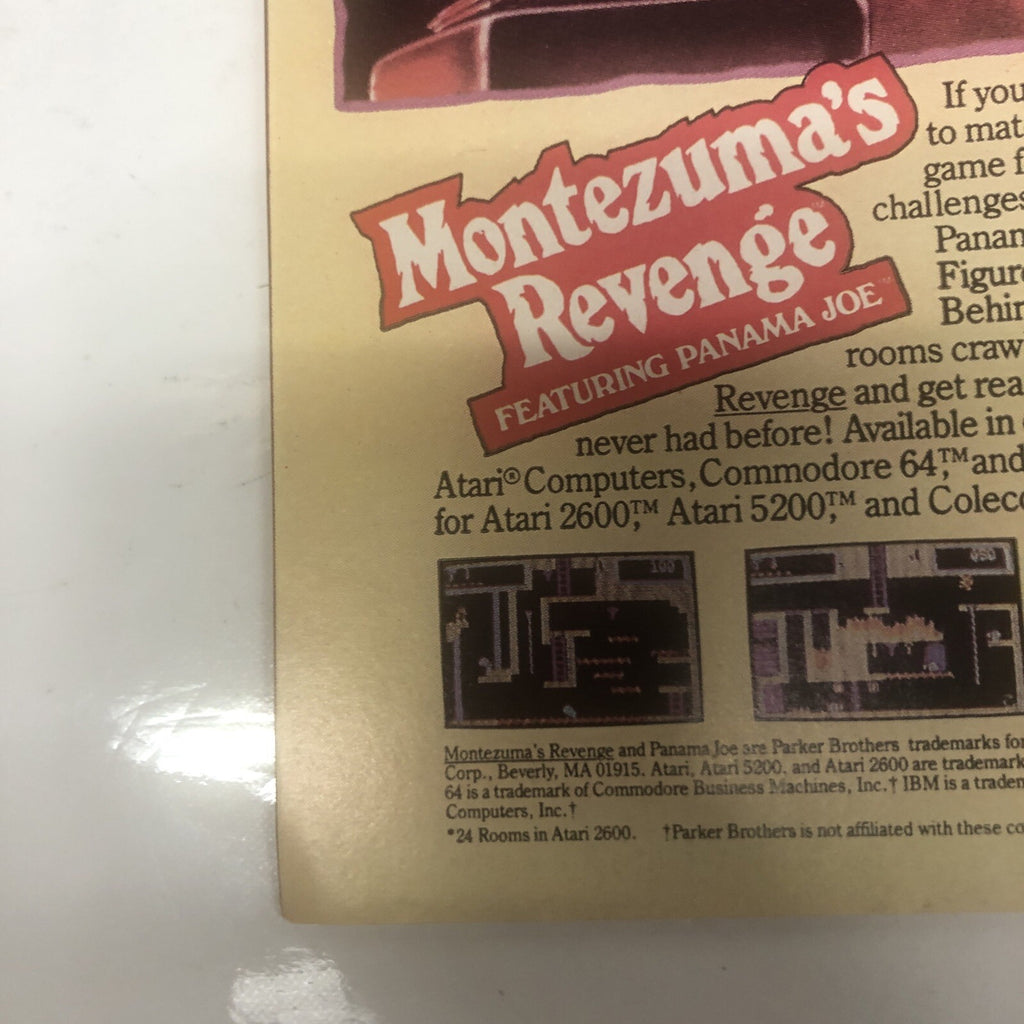 Montezuma's
Revenge™
FEATURING PANAMA JOE™
If you
to mat
game f
challenges
Panam
Figure
Behin
rooms craw
Revenge and get rea
never had before! Available in
Atari® Computers, Commodore 64,™ and
for Atari 2600,™ Atari 5200,™ and Coleco
100
Montezuma's Revenge and Panama Joe are Parker Brothers trademarks for
Corp., Beverly, MA 01915. Atari, Atari 5200, and Atari 2600 are trademark
64 is a trademark of Commodore Business Machines, Inc.† IBM is a tradem
Computers, Inc.†
*24 Rooms in Atari 2600. †Parker Brothers is not affiliated with these co